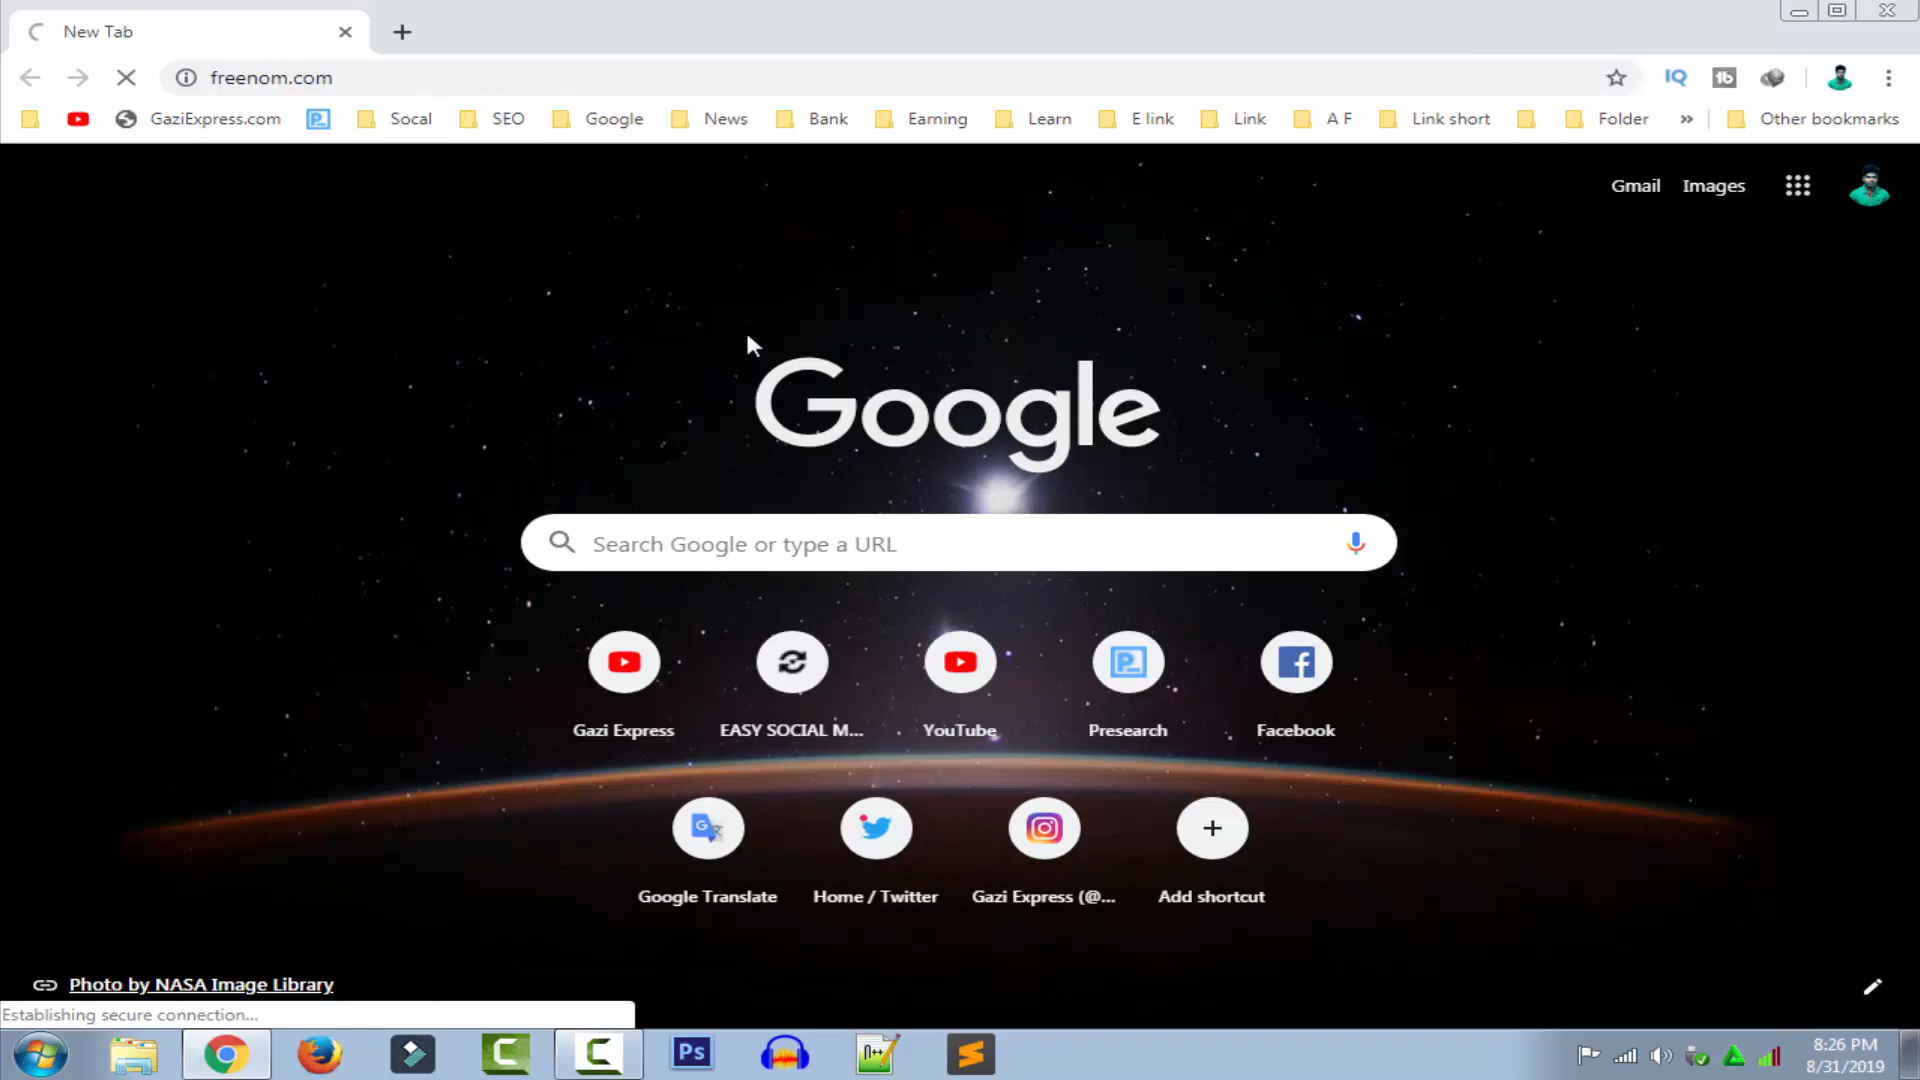 New Tab
freenom.com
IQ
GaziExpress.com Socal SEO Google News Bank Earning Learn E link Link A F Link short Folder » Other bookmarks
Gmail Images
Google
Search Google or type a URL
Gazi Express EASY SOCIAL M... YouTube Presearch Facebook
Google Translate Home / Twitter Gazi Express (@... Add shortcut
Photo by NASA Image Library
Establishing secure connection...
Ps
8:26 PM
8/31/2019